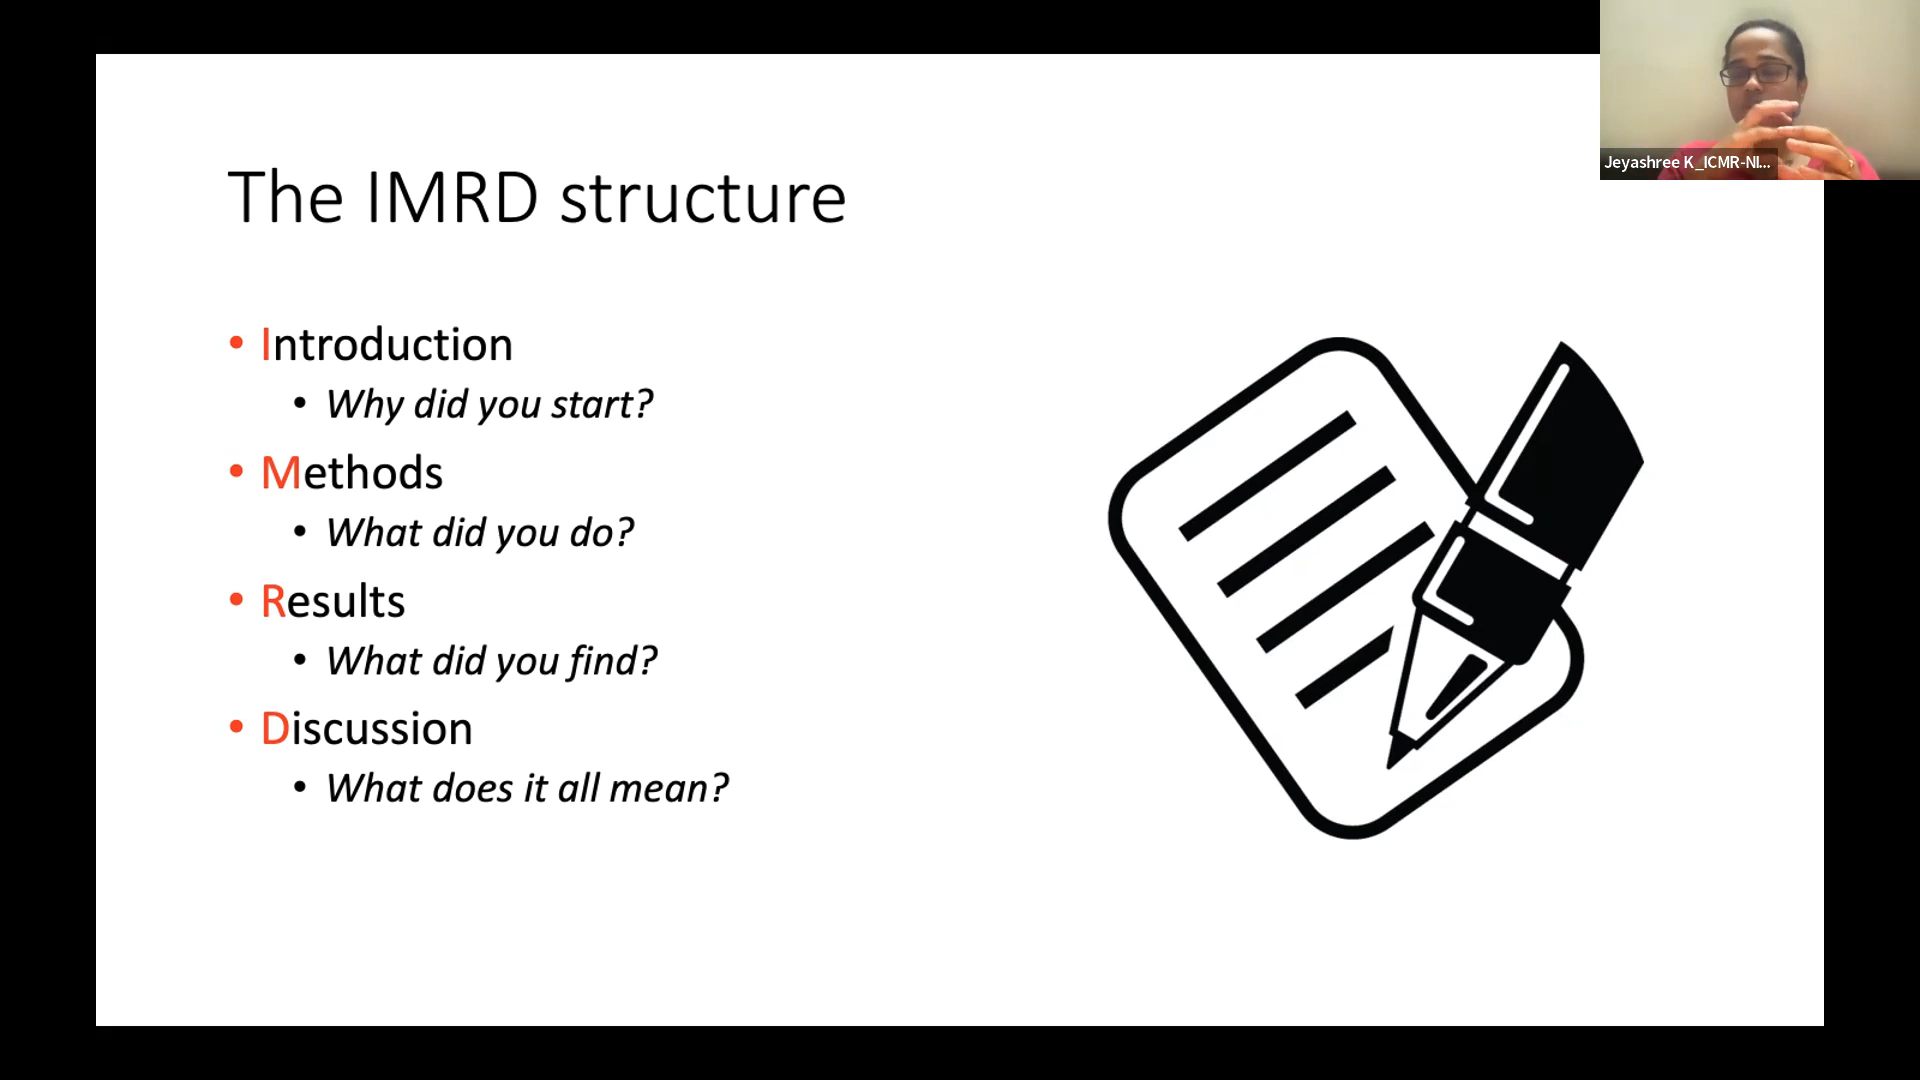 Jeyashree K_ICMR-NI...
The IMRD structure
• Introduction
• Why did you start?
• Methods
• What did you do?
• Results
• What did you find?
• Discussion
• What does it all mean?